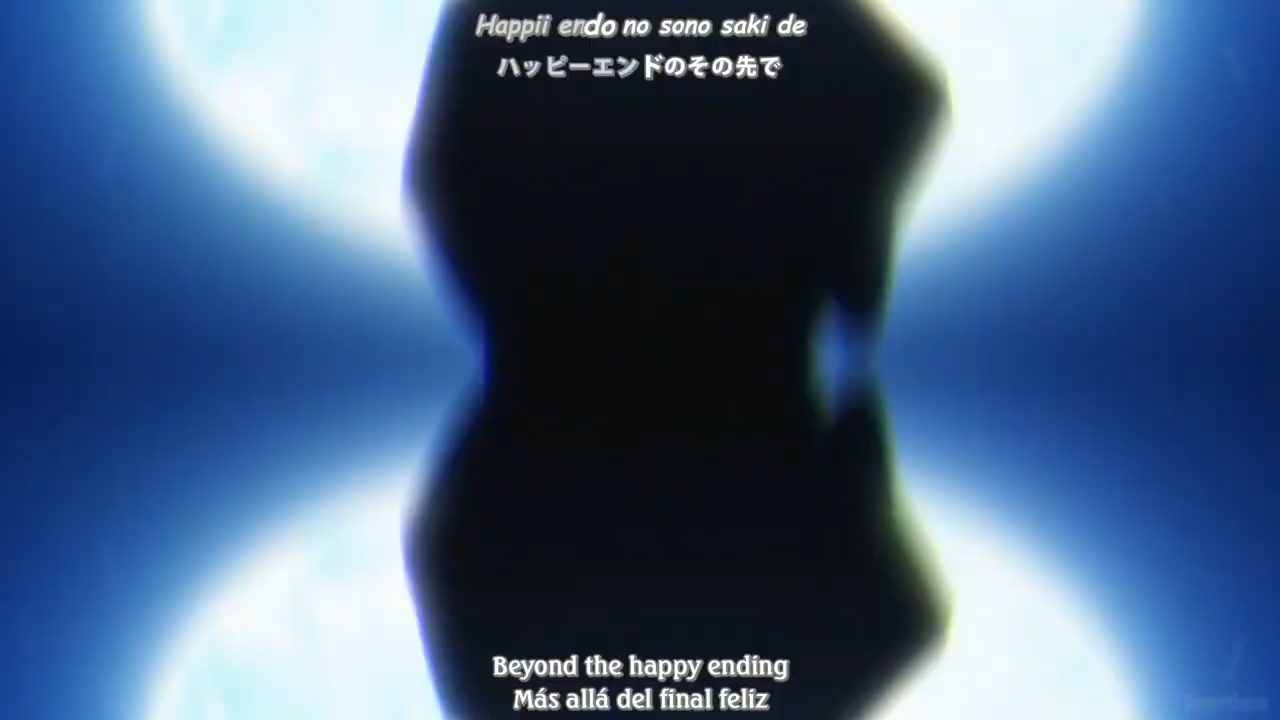 Happii endo no sono saki de
ハッピーエンドのその先で
Beyond the happy ending
Más allá del final feliz